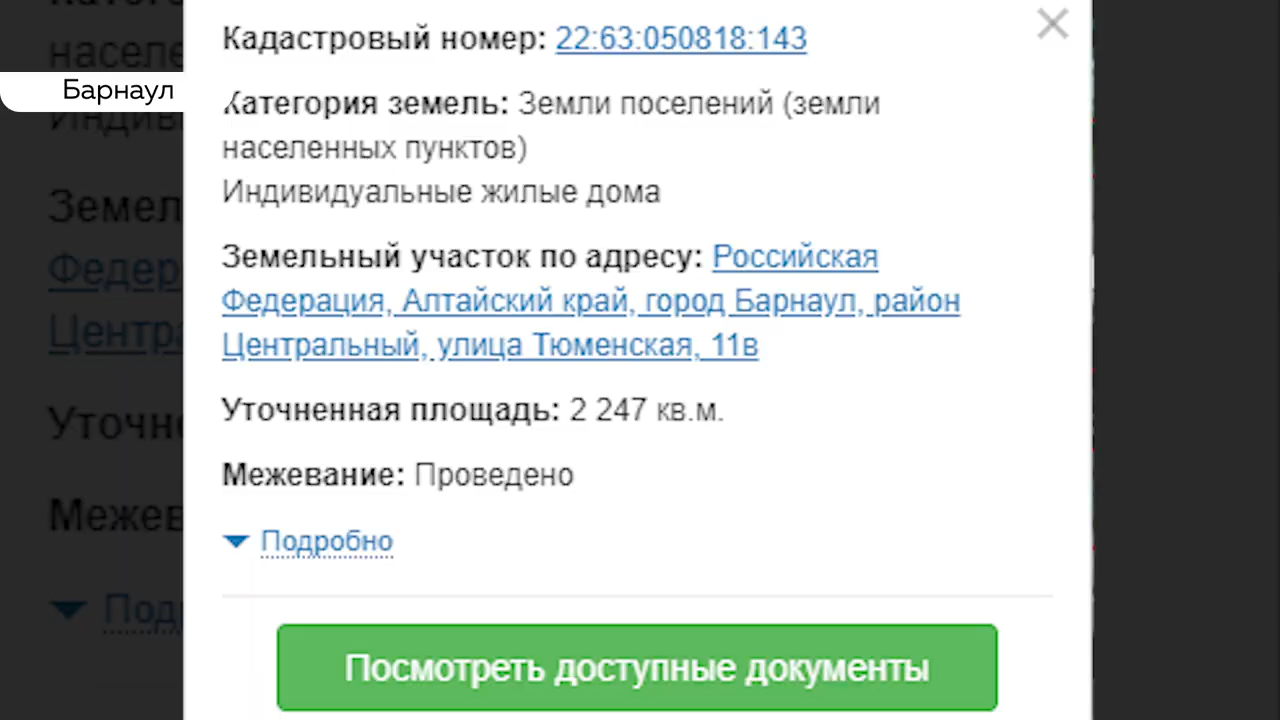 Барнаул
Кадастровый номер: 22:63:050818:143
Категория земель: Земли поселений (земли
населенных пунктов)
Индивидуальные жилые дома
Земельный участок по адресу: Российская
Федерация, Алтайский край, город Барнаул, район
Центральный, улица Тюменская, 11в
Уточненная площадь: 2 247 кв.м.
Межевание: Проведено
Подробно
Посмотреть доступные документы